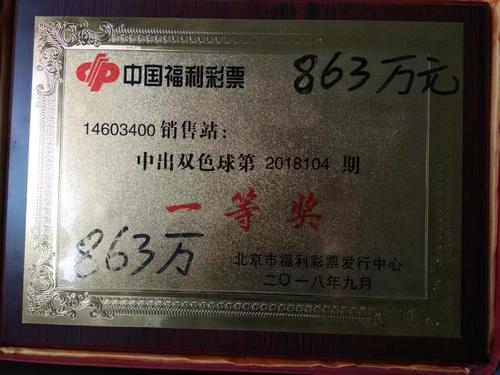 中国福利彩票 863万元
14603400 销售站：
中出双色球第 2018104 期
一等奖
863万
北京市福利彩票发行中心
二〇一八年九月